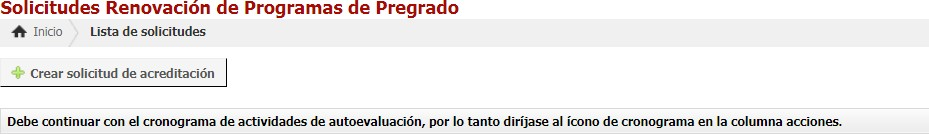 Solicitudes Renovación de Programas de Pregrado
Inicio Lista de solicitudes
Crear solicitud de acreditación
Debe continuar con el cronograma de actividades de autoevaluación, por lo tanto diríjase al ícono de cronograma en la columna acciones.